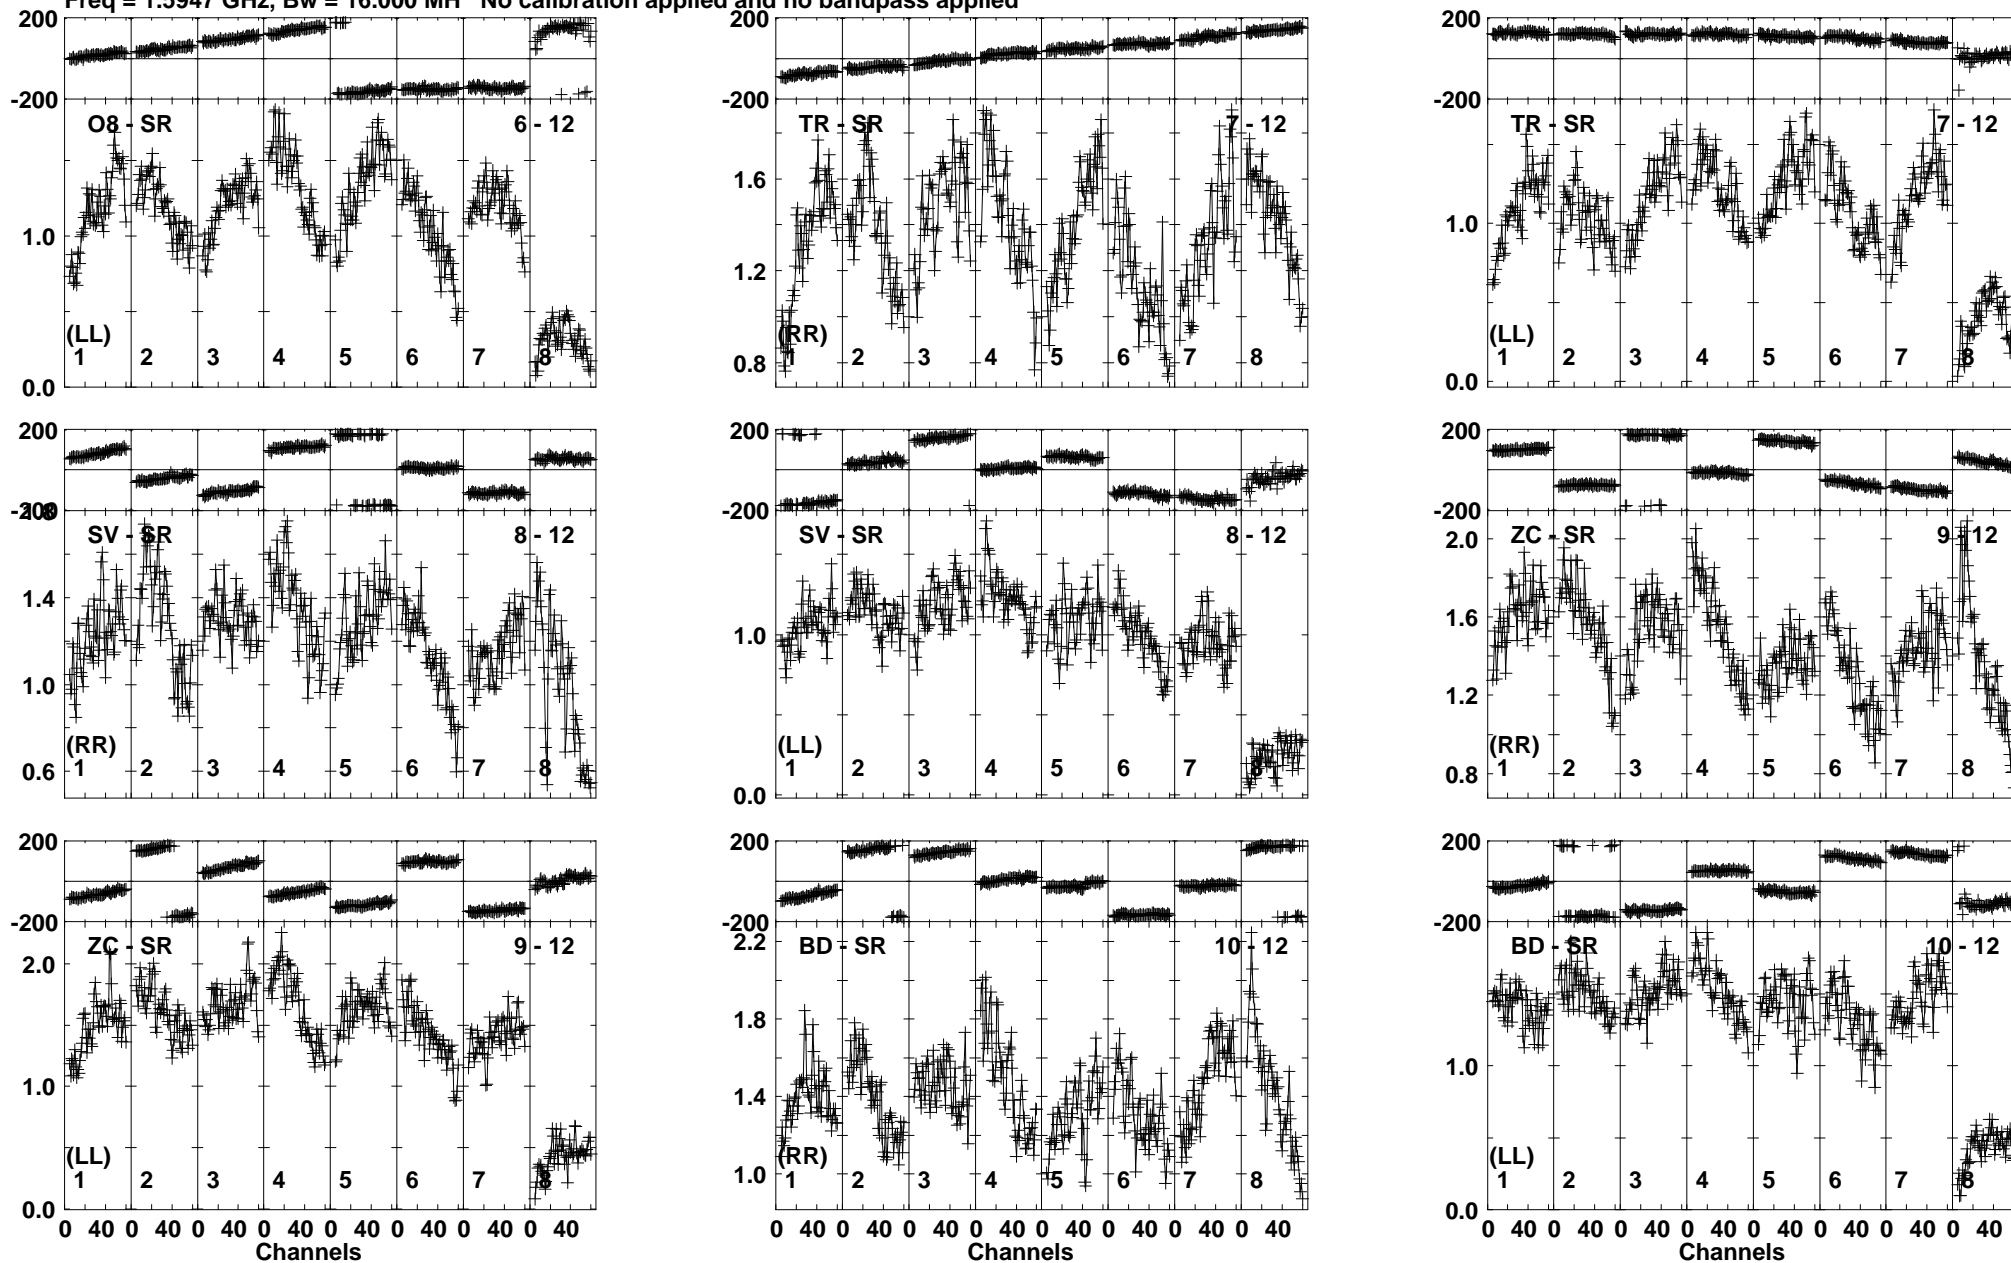 Freq = 1.5947 GHz, Bw = 16.000 MH No calibration applied and no bandpass applied
200 200 200
-200 -200 -200
O8 - SR 6 - 12 TR - SR 7 - 12 TR - SR 7 - 12
1.6
1.0 1.2 1.0
(LL) (RR) (LL)
1 2 3 4 5 6 7 8 1 2 3 4 5 6 7 8 1 2 3 4 5 6 7 8
0.0 0.8 0.0
200 200 200
-200 -200 -200
SV - SR 8 - 12 SV - SR 8 - 12 ZC - SR 9 - 12
1.8 2.0
1.4 1.6
1.0 1.0 1.2
(RR) (LL) (RR)
1 2 3 4 5 6 7 8 1 2 3 4 5 6 7 8 1 2 3 4 5 6 7 8
0.6 0.0 0.8
200 200 200
-200 -200 -200
ZC - SR 9 - 12 BD - SR 10 - 12 BD - SR 10 - 12
2.0 2.2
1.8
1.0 1.4 1.0
(LL) (RR) (LL)
1 2 3 4 5 6 7 8 1 2 3 4 5 6 7 8 1 2 3 4 5 6 7 8
0.0 1.0 0.0
0 40 0 40 0 40 0 40 0 40 0 40 0 40 0 40 0 40 0 40 0 40 0 40 0 40 0 40 0 40 0 40 0 40 0 40 0 40 0 40 0 40 0 40 0 40 0 40
Channels Channels Channels